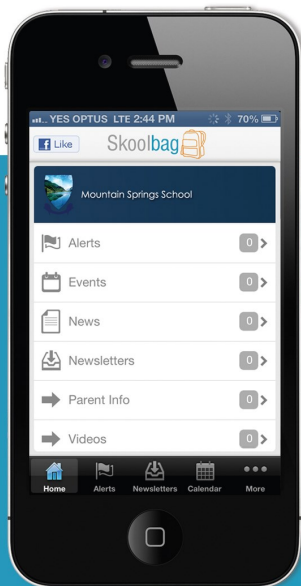 YES OPTUS LTE 2:44 PM 70%
Like Skoolbag
Mountain Springs School
Alerts 0
Events 0
News 0
Newsletters 0
Parent Info 0
Videos 0
Home Alerts Newsletters Calendar More